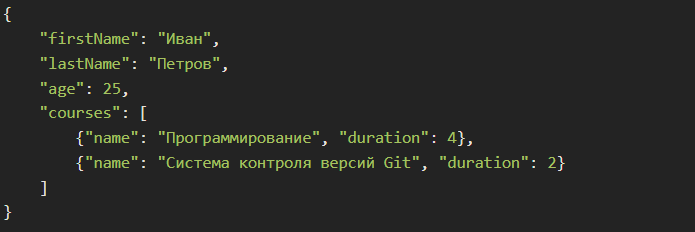 {
    "firstName": "Иван",
    "lastName": "Петров",
    "age": 25,
    "courses": [
        {"name": "Программирование", "duration": 4},
        {"name": "Система контроля версий Git", "duration": 2}
    ]
}